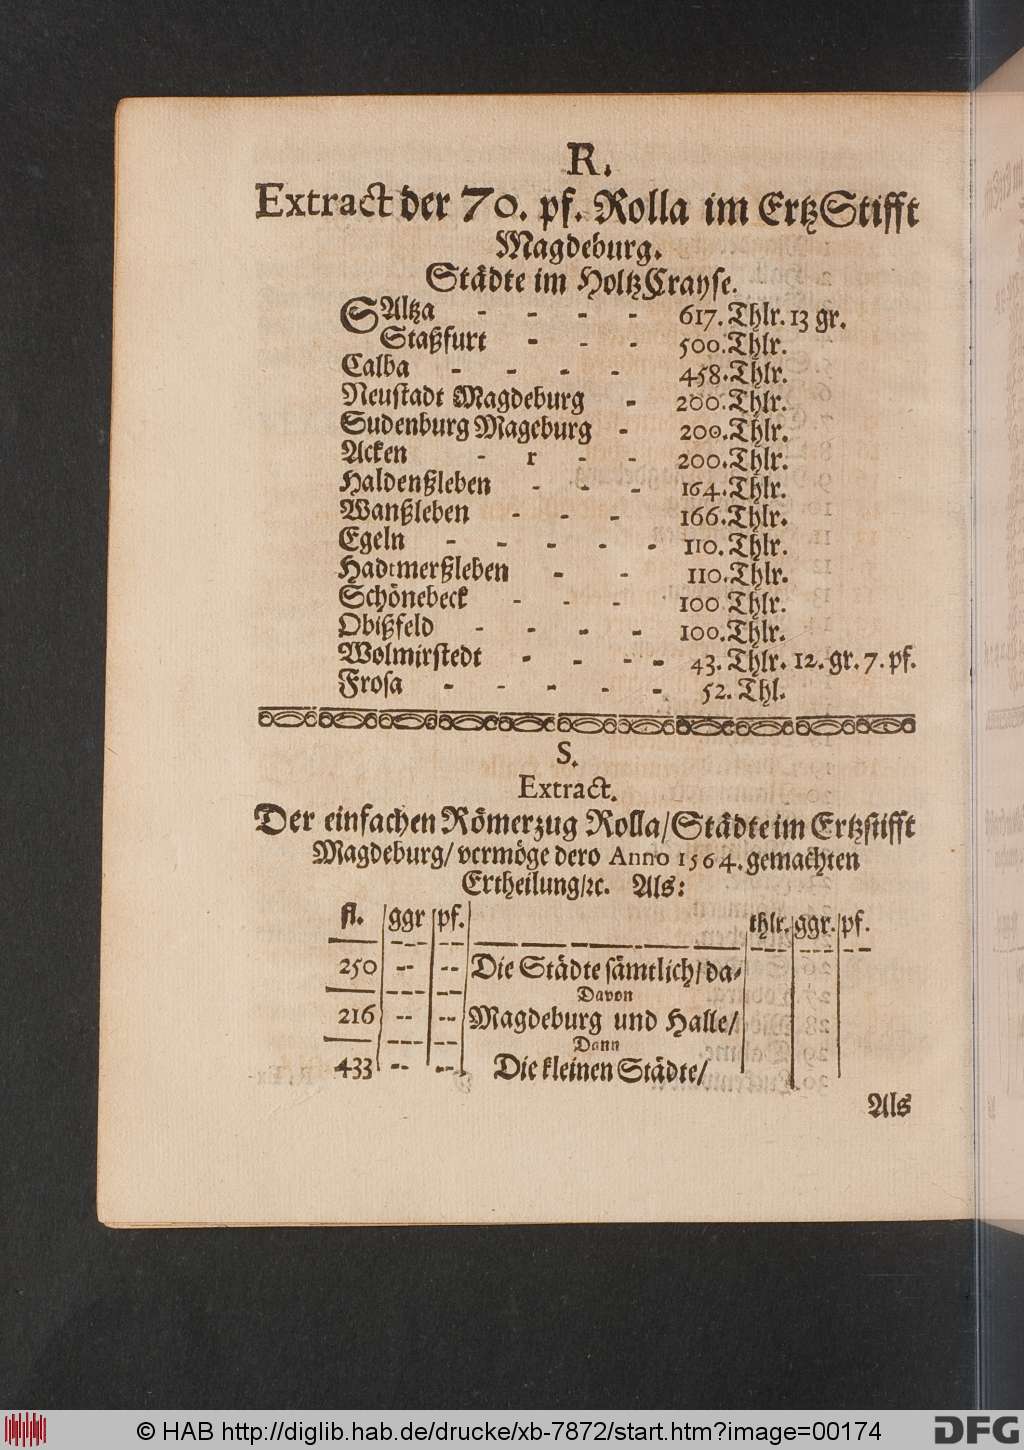 R.
Extract der 70. pf. Rolla im ErtzStifft
Magdeburg.
Städte im HoltzCrayse.
SAltza - - - - 617. Thlr. 13 gr.
Staßfurt - - - 500. Thlr.
Calba - - - - 458. Thlr.
Neustadt Magdeburg - 200. Thlr.
Sudenburg Mageburg - 200. Thlr.
Acken - r - - 200. Thlr.
Haldenßleben - - - 164. Thlr.
Wanßleben - - - 166. Thlr.
Egeln - - - - - 110. Thlr.
Hadtmerßleben - - 110. Thlr.
Schönebeck - - - 100 Thlr.
Obißfeld - - - - 100. Thlr.
Wolmirstedt - - - - 43. Thlr. 12. gr. 7. pf.
Frosa - - - - - 52. Thl.
S.
Extract.
Der einfachen Römerzug Rolla/Städte im Ertzstifft
Magdeburg/ vermöge dero Anno 1564. gemachten
Ertheilung/ꝛc. Als:
fl. ggr pf. thlr. ggr. pf.
250 -- -- Die Städte sämtlich/da-
Davon
216 -- -- Magdeburg und Halle/
Dann
433 -- -- Die kleinen Städte/
Als
© HAB http://diglib.hab.de/drucke/xb-7872/start.htm?image=00174
DFG